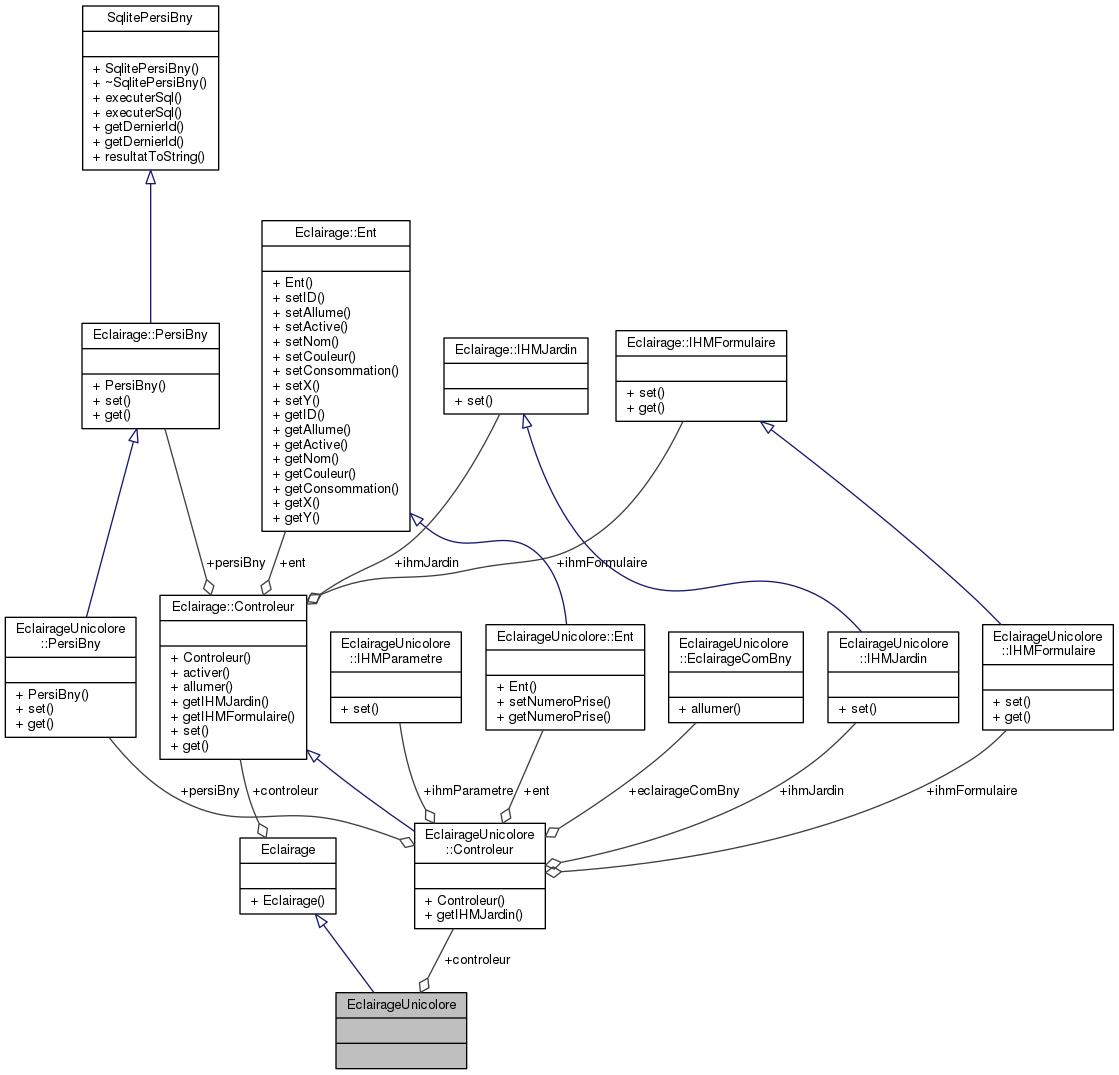 SqlitePersiBny
+ SqlitePersiBny()
+ ~SqlitePersiBny()
+ executerSql()
+ executerSql()
+ getDernierId()
+ getDernierId()
+ resultatToString()
Eclairage::Ent
+ Ent()
+ setID()
+ setAllume()
+ setActive()
+ setNom()
+ setCouleur()
+ setConsommation()
+ setX()
+ setY()
+ getID()
+ getAllume()
+ getActive()
+ getNom()
+ getCouleur()
+ getConsommation()
+ getX()
+ getY()
Eclairage::PersiBny
+ PersiBny()
+ set()
+ get()
Eclairage::IHMJardin
+ set()
Eclairage::IHMFormulaire
+ set()
+ get()
+persiBny
+ent
+ihmJardin
+ihmFormulaire
EclairageUnicolore
::PersiBny
+ PersiBny()
+ set()
+ get()
Eclairage::Controleur
+ Controleur()
+ activer()
+ allumer()
+ getIHMJardin()
+ getIHMFormulaire()
+ set()
+ get()
EclairageUnicolore
::IHMParametre
+ set()
EclairageUnicolore::Ent
+ Ent()
+ setNumeroPrise()
+ getNumeroPrise()
EclairageUnicolore
::EclairageComBny
+ allumer()
EclairageUnicolore
::IHMJardin
+ set()
EclairageUnicolore
::IHMFormulaire
+ set()
+ get()
+persiBny
+controleur
+ihmParametre
+ent
+eclairageComBny
+ihmJardin
+ihmFormulaire
Eclairage
+ Eclairage()
EclairageUnicolore
::Controleur
+ Controleur()
+ getIHMJardin()
+controleur
EclairageUnicolore